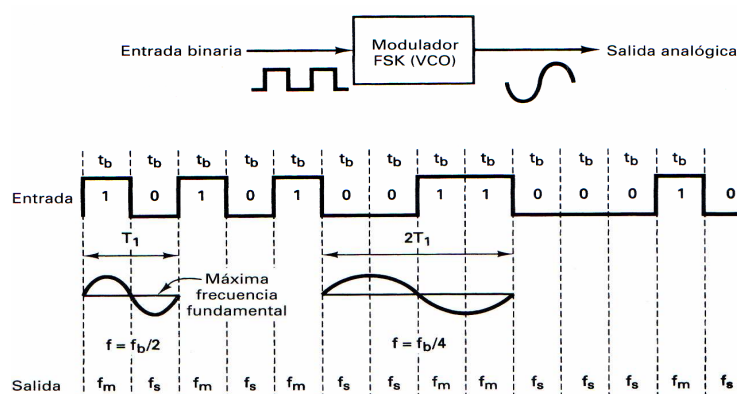 Entrada binaria
Modulador
FSK (VCO)
Salida analógica
t_b t_b t_b t_b t_b t_b t_b t_b t_b t_b t_b t_b t_b
Entrada 1 0 1 0 1 0 0 1 1 0 0 0 1 0
T_1 2T_1
Máxima
frecuencia
fundamental
f = f_b/2 f = f_b/4
Salida f_m f_s f_m f_s f_m f_s f_s f_m f_m f_s f_s f_s f_m f_s